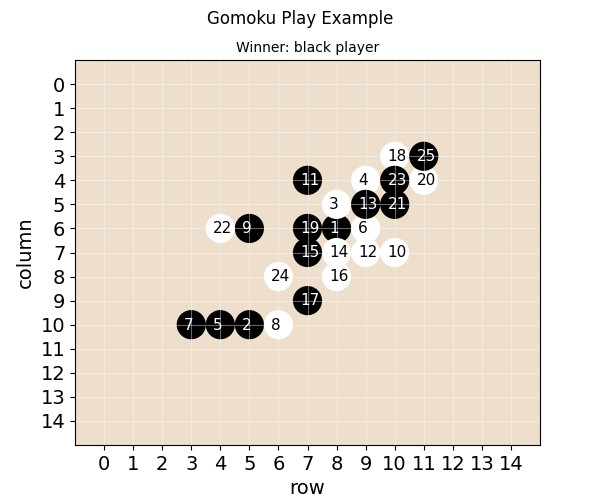 Gomoku Play Example
Winner: black player
0
1
2
3 18 25
4 11 4 23 20
5 3 13 21
6 22 9 19 1 6
7 15 14 12 10
8 24 16
9 17
10 7 5 2 8
11
12
13
14
column
0 1 2 3 4 5 6 7 8 9 10 11 12 13 14
row